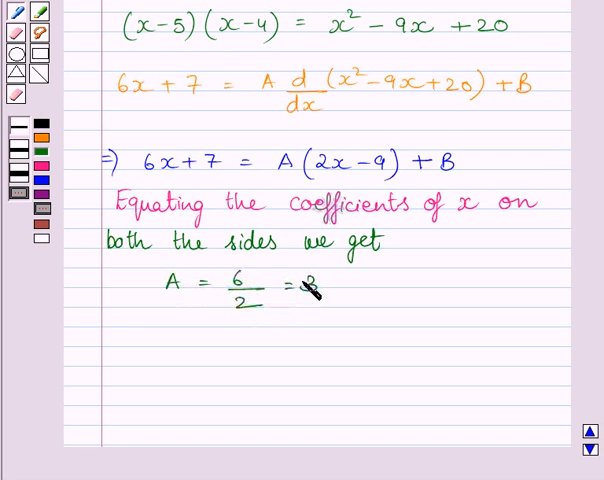 (x-5) (x-4) = x² - 9x + 20
6x + 7 = A d/dx (x² - 9x + 20) + B
=) 6x + 7 = A (2x - 9) + B
Equating the coefficients of x on
both the sides we get
A = 6/2 = 3